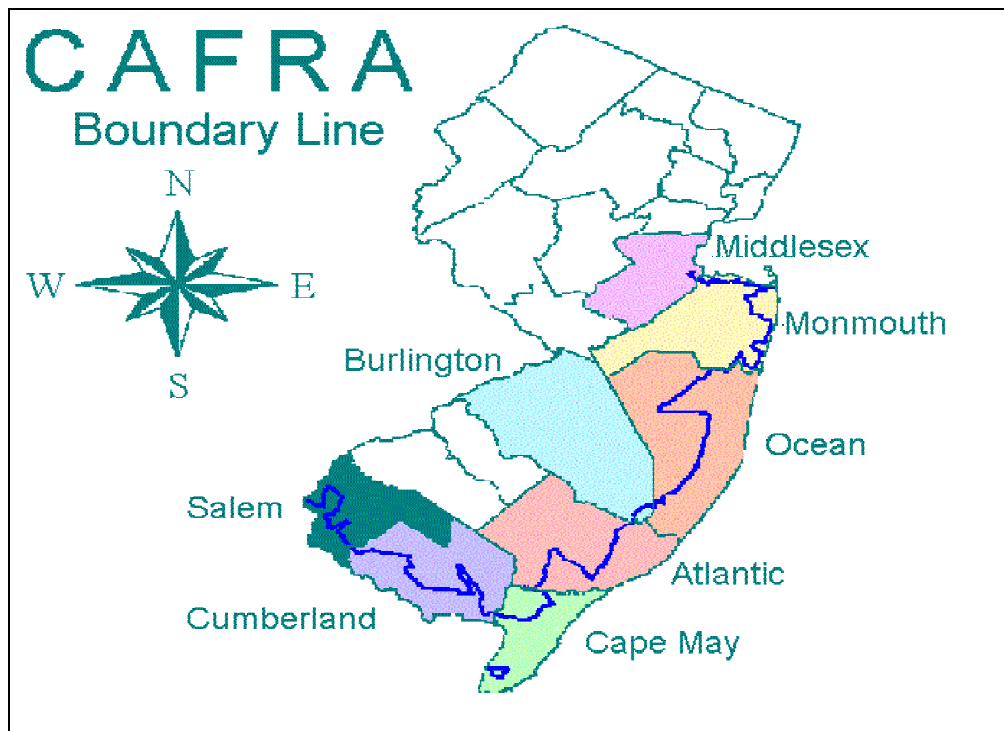 CAFRA
Boundary Line
N
W
E
S
Middlesex
Monmouth
Burlington
Ocean
Salem
Atlantic
Cumberland
Cape May